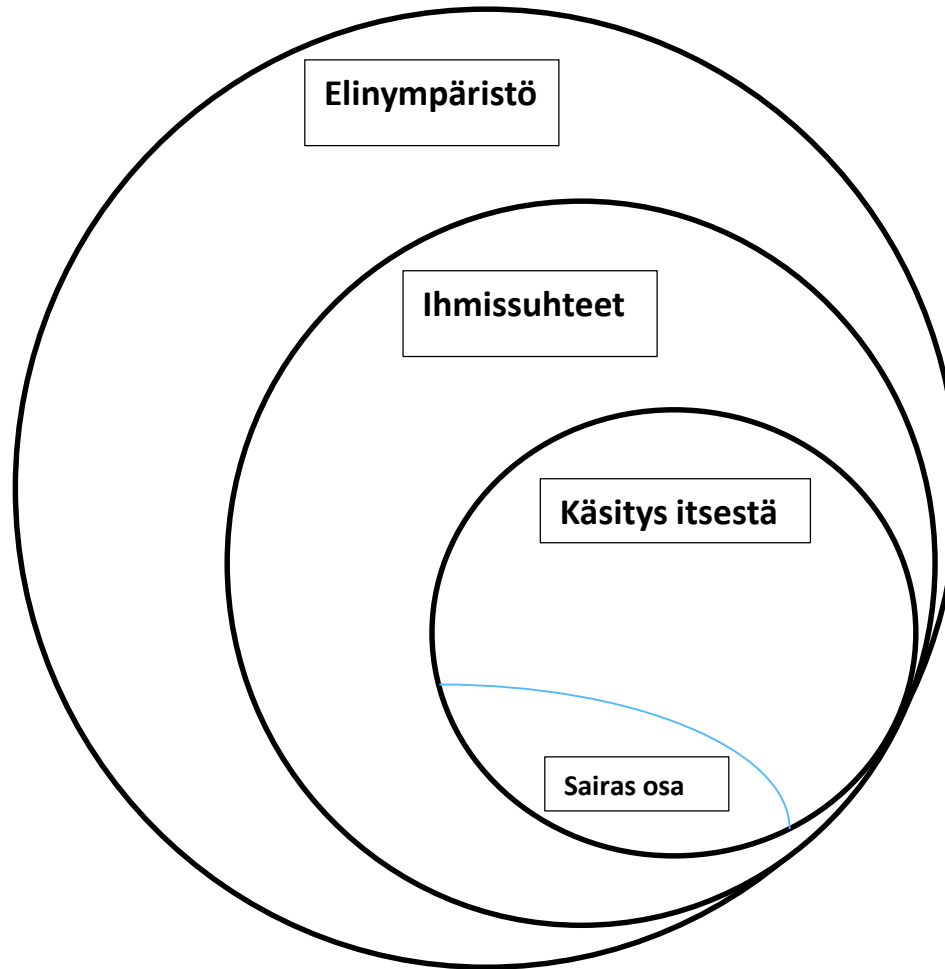 Elinympäristö
Ihmissuhteet
Käsitys itsestä
Sairas osa